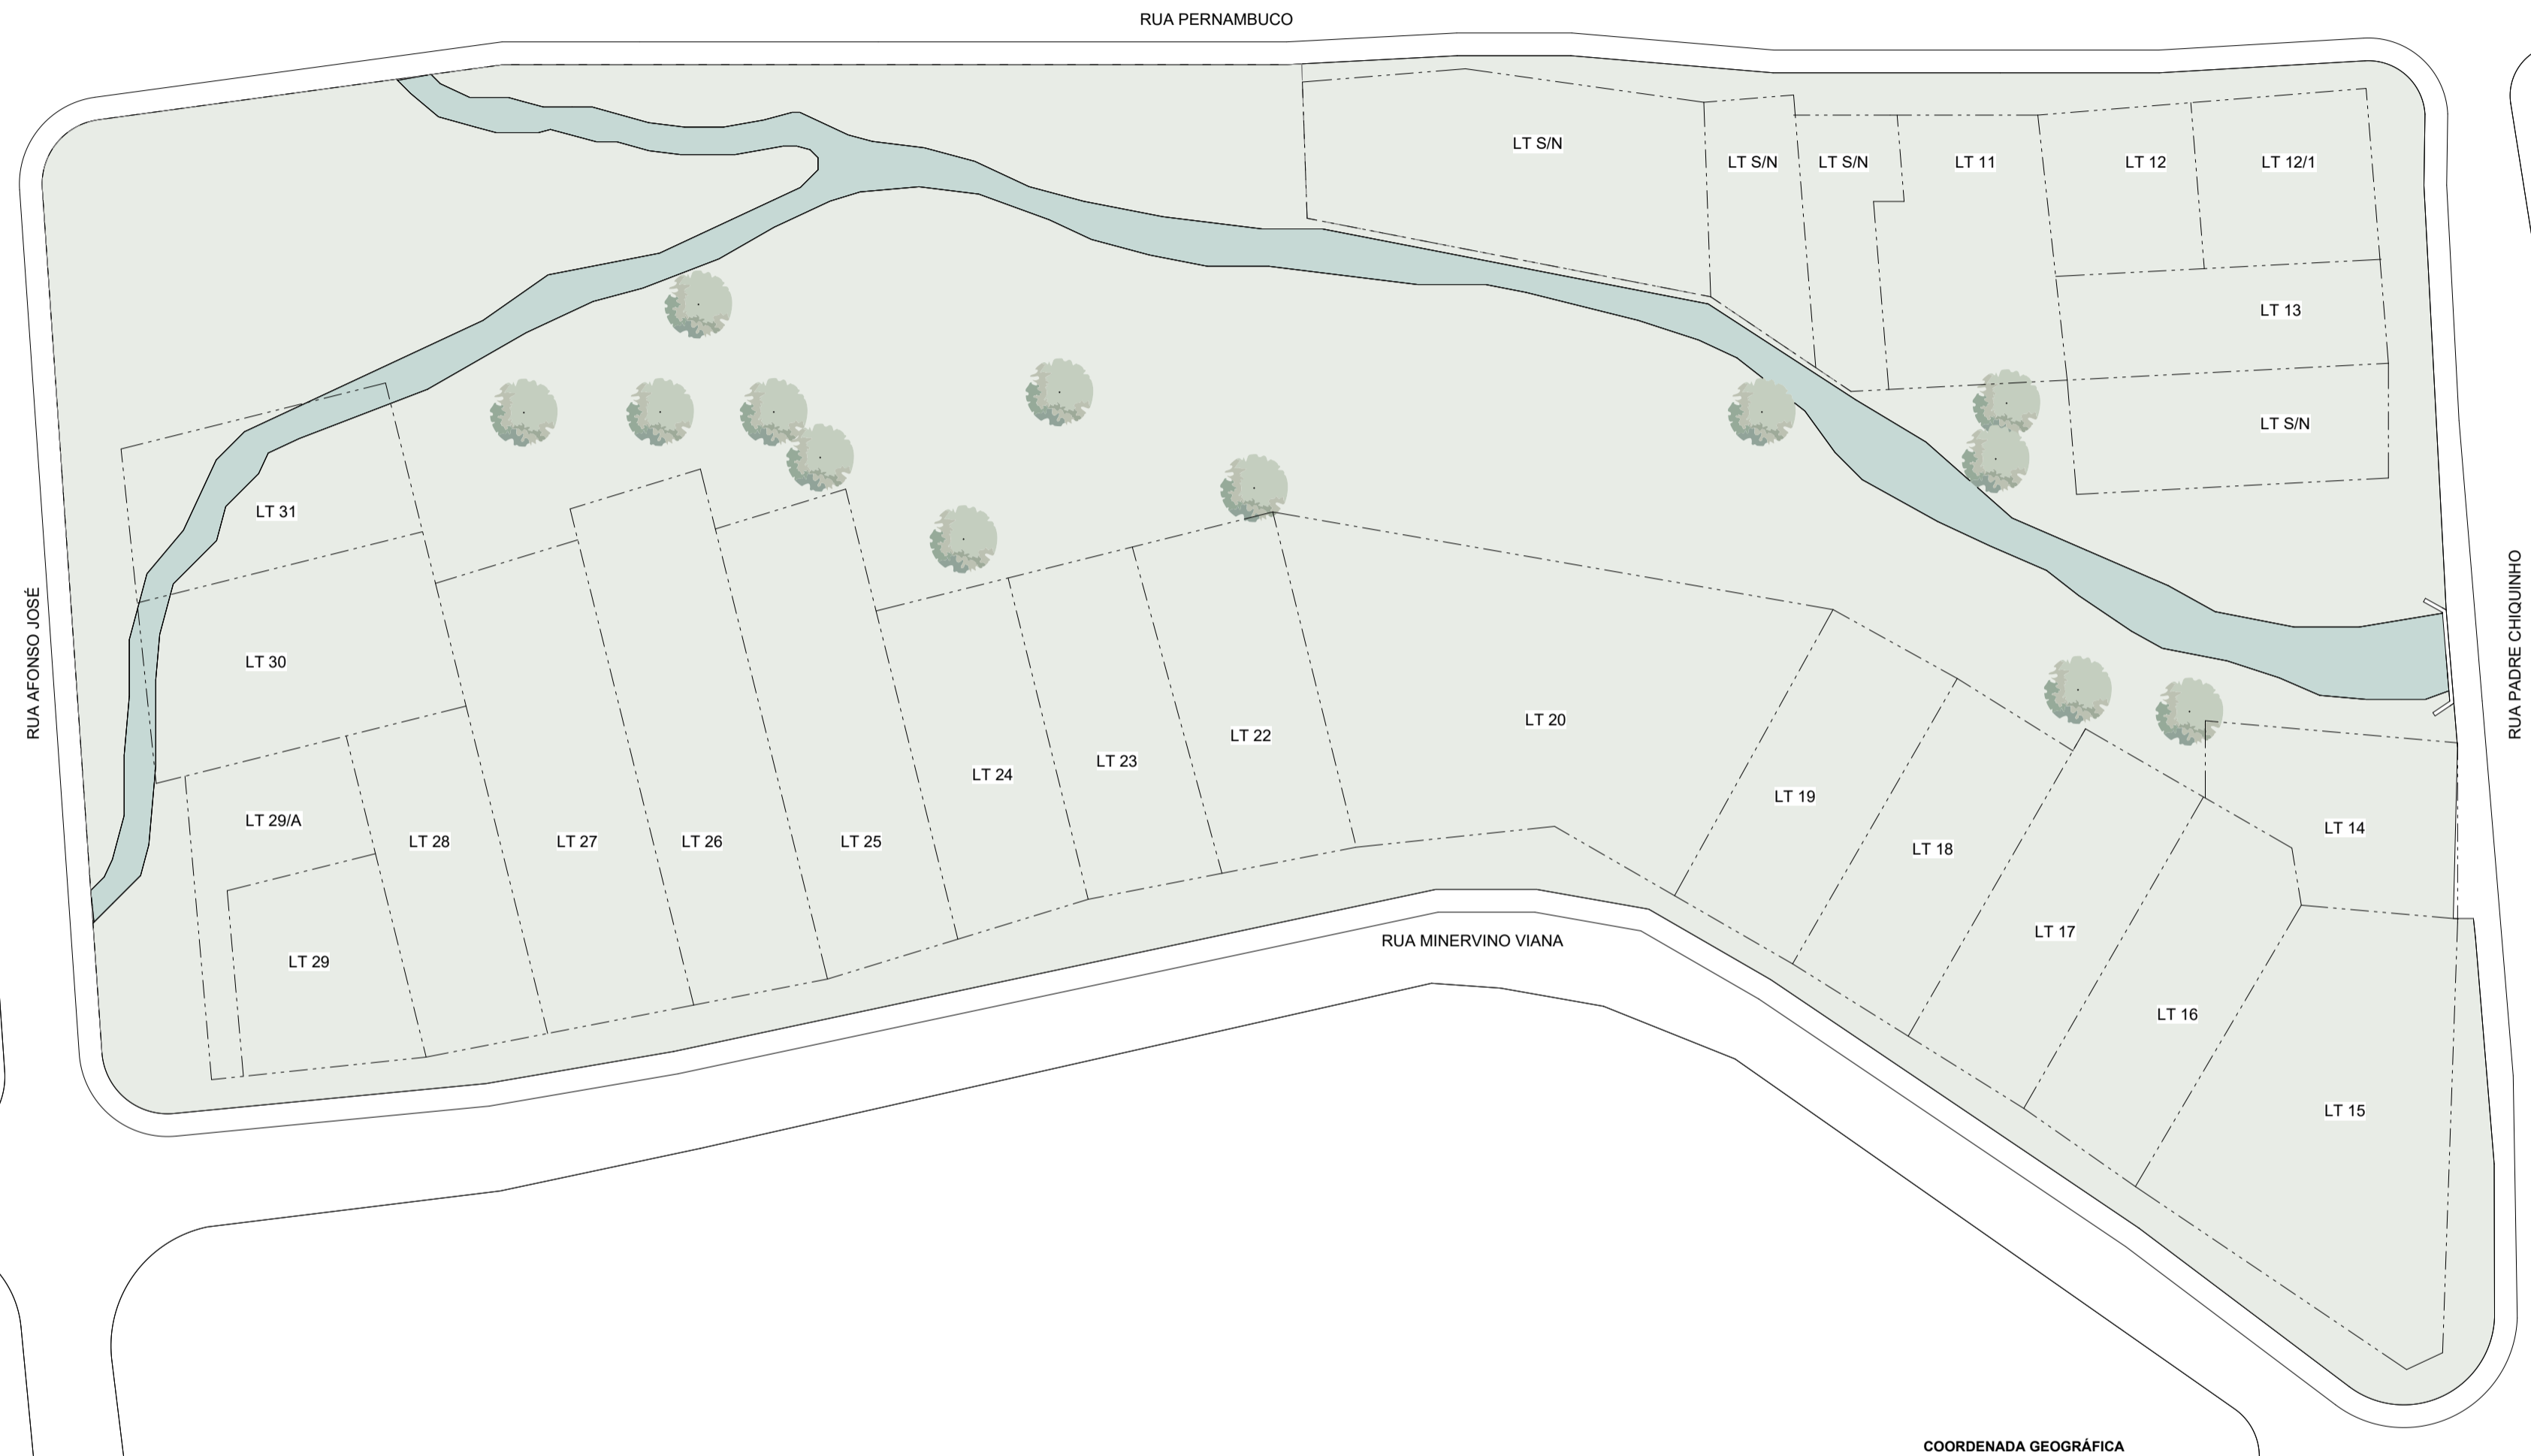 RUA PERNAMBUCO
LT S/N
LT S/N
LT S/N
LT 11
LT 12
LT 12/1
LT 13
LT S/N
LT 31
RUA AFONSO JOSÉ
RUA PADRE CHIQUINHO
LT 30
LT 20
LT 22
LT 23
LT 24
LT 19
LT 29/A
LT 28
LT 27
LT 26
LT 25
LT 18
LT 14
LT 17
RUA MINERVINO VIANA
LT 29
LT 16
LT 15
COORDENADA GEOGRÁFICA